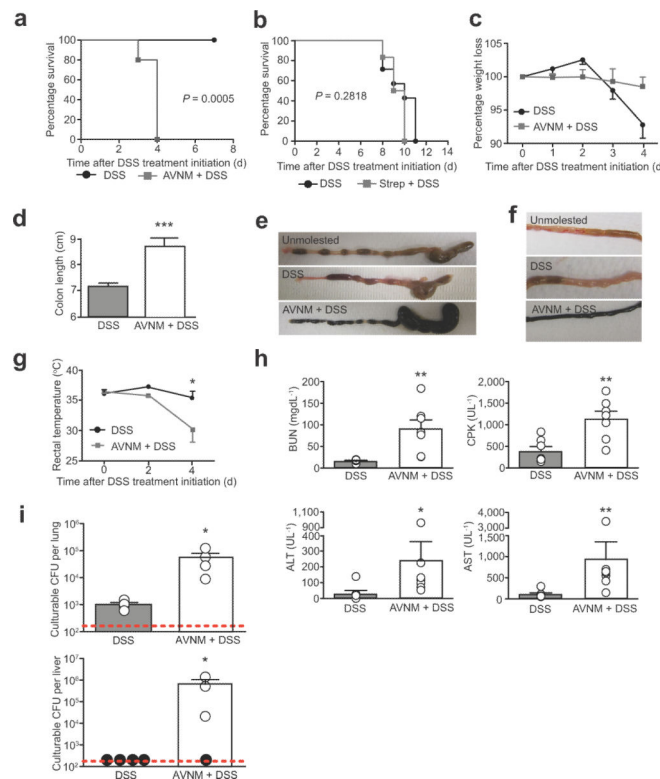 a
Percentage survival
100
80
60
40
20
0
P = 0.0005
0 2 4 6 8
Time after DSS treatment initiation (d)
DSS AVNM + DSS
b
Percentage survival
100
80
60
40
20
0
P = 0.2818
0 2 4 6 8 10 12 14
Time after DSS treatment initiation (d)
DSS Strep + DSS
c
Percentage weight loss
105
100
95
90
DSS
AVNM + DSS
0 1 2 3 4
Time after DSS treatment initiation (d)
d
Colon length (cm)
9
8
7
6
***
DSS AVNM + DSS
e
Unmolested
DSS
AVNM + DSS
f
Unmolested
DSS
AVNM + DSS
g
Rectal temperature (°C)
40
35
30
25
*
DSS
AVNM + DSS
0 2 4
Time after DSS treatment initiation (d)
h
BUN (mgdL⁻¹)
200
150
100
50
0
**
DSS AVNM + DSS
CPK (UL⁻¹)
2,000
1,500
1,000
500
0
**
DSS AVNM + DSS
ALT (UL⁻¹)
1,100
900
400
300
200
100
0
*
DSS AVNM + DSS
AST (UL⁻¹)
4,000
3,000
1,500
1,000
500
0
**
DSS AVNM + DSS
i
Culturable CFU per lung
10⁶
10⁵
10⁴
10³
10²
*
DSS AVNM + DSS
Culturable CFU per liver
10⁷
10⁶
10⁵
10⁴
10³
10²
*
DSS AVNM + DSS